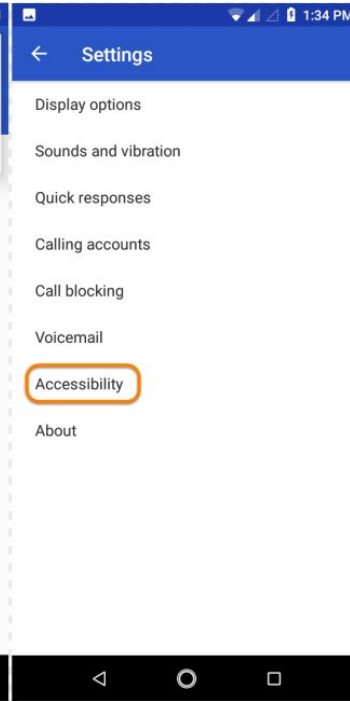 1:34 PM
Settings
Display options
Sounds and vibration
Quick responses
Calling accounts
Call blocking
Voicemail
Accessibility
About